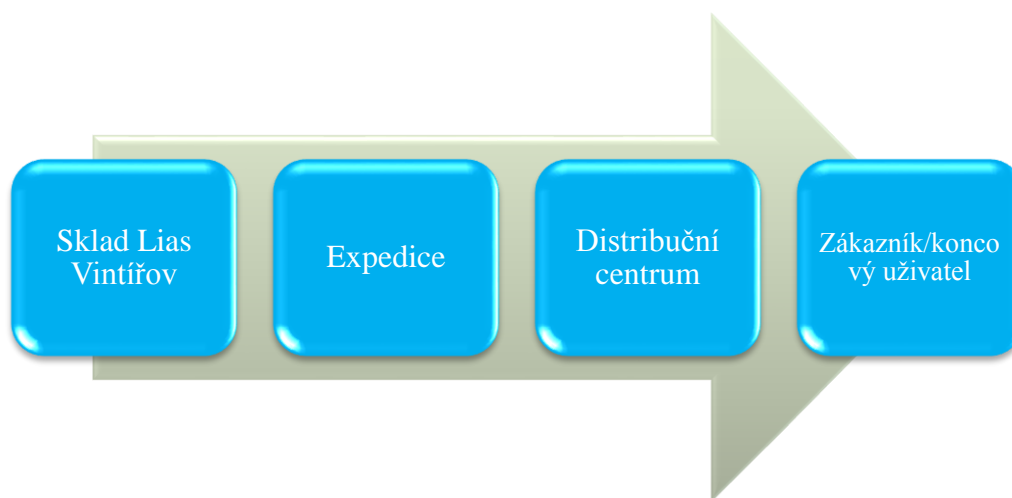 Sklad Lias
Vintířov
Expedice
Distribuční
centrum
Zákazník/konco
vý uživatel